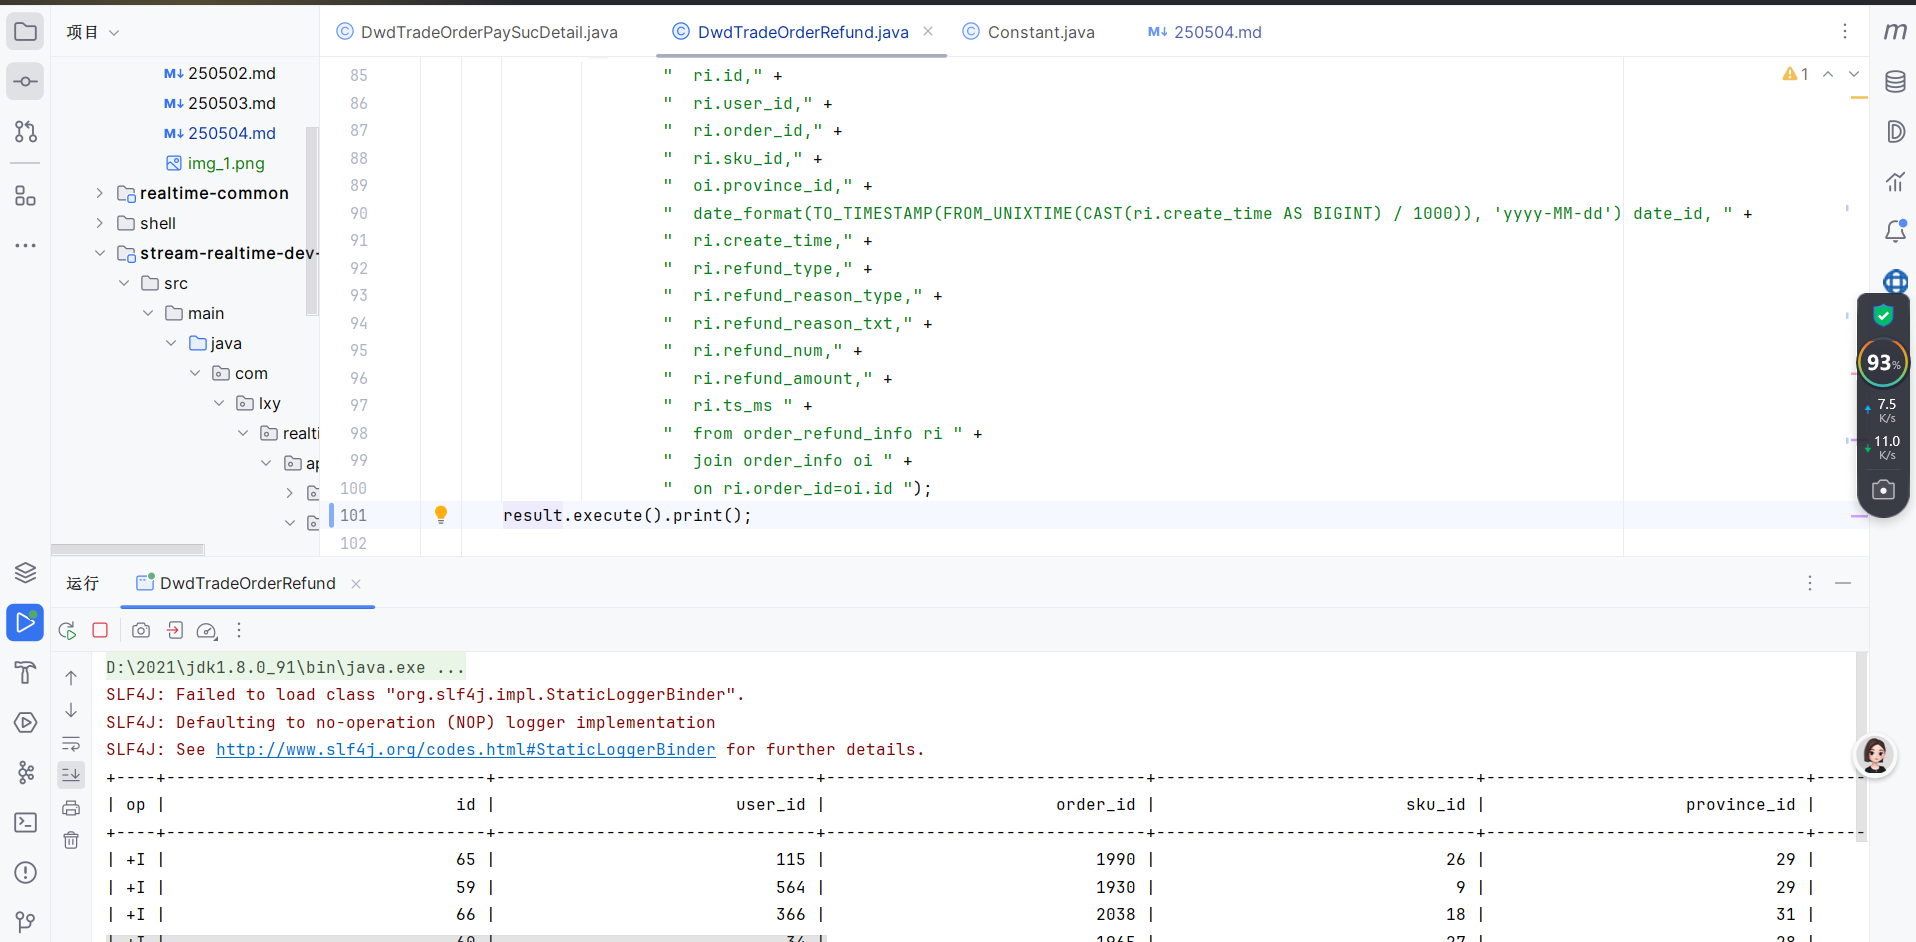 项目
DwdTradeOrderPaySucDetail.java
DwdTradeOrderRefund.java
Constant.java
M↓ 250504.md
M↓ 250502.md
M↓ 250503.md
M↓ 250504.md
img_1.png
realtime-common
shell
stream-realtime-dev-
src
main
java
com
lxy
realti
ap
1
85 "  ri.id," +
86 "  ri.user_id," +
87 "  ri.order_id," +
88 "  ri.sku_id," +
89 "  oi.province_id," +
90 "  date_format(TO_TIMESTAMP(FROM_UNIXTIME(CAST(ri.create_time AS BIGINT) / 1000)), 'yyyy-MM-dd') date_id, " +
91 "  ri.create_time," +
92 "  ri.refund_type," +
93 "  ri.refund_reason_type," +
94 "  ri.refund_reason_txt," +
95 "  ri.refund_num," +
96 "  ri.refund_amount," +
97 "  ri.ts_ms " +
98 "  from order_refund_info ri " +
99 "  join order_info oi " +
100 "  on ri.order_id=oi.id ");
101 result.execute().print();
102
93%
7.5
K/s
11.0
K/s
运行
DwdTradeOrderRefund
D:\2021\jdk1.8.0_91\bin\java.exe ...
SLF4J: Failed to load class "org.slf4j.impl.StaticLoggerBinder".
SLF4J: Defaulting to no-operation (NOP) logger implementation
SLF4J: See http://www.slf4j.org/codes.html#StaticLoggerBinder for further details.
| op | id | user_id | order_id | sku_id | province_id |
| +I | 65 | 115 | 1990 | 26 | 29 |
| +I | 59 | 564 | 1930 | 9 | 29 |
| +I | 66 | 366 | 2038 | 18 | 31 |
| +I | 60 | 34 | 1965 | 27 | 28 |